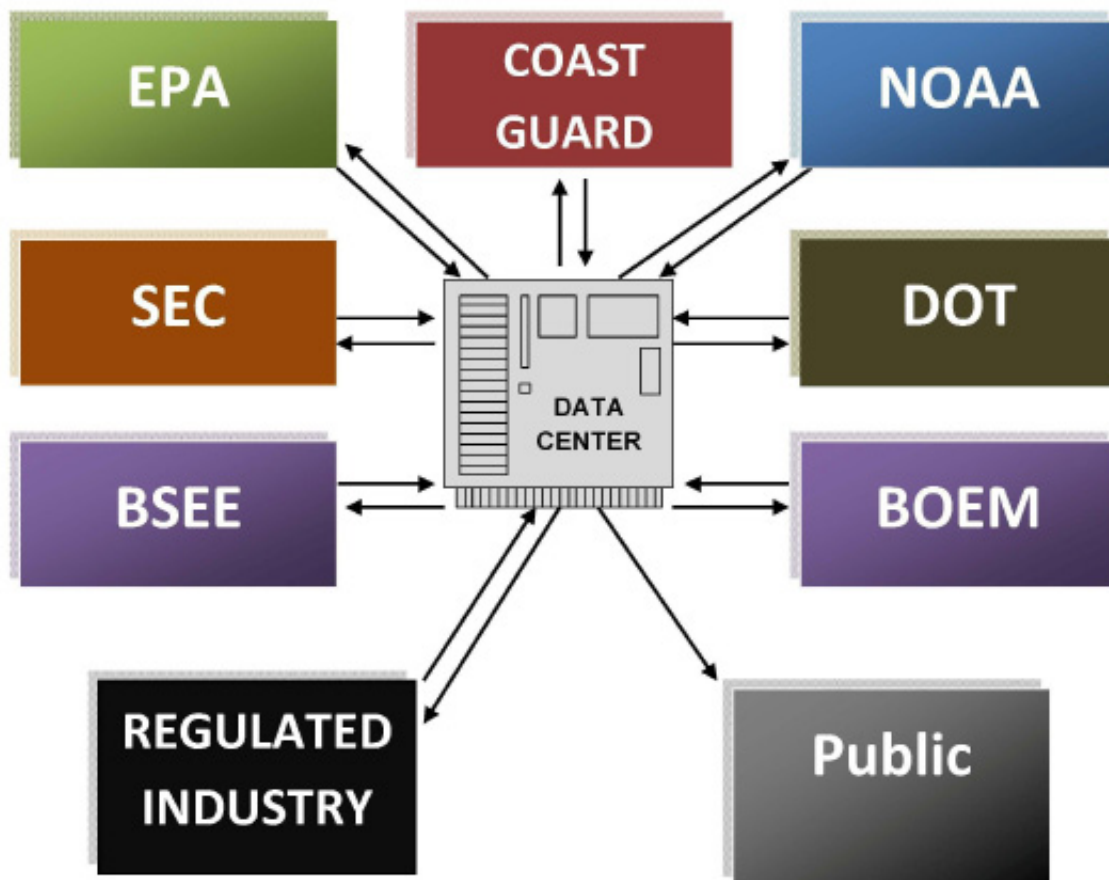 EPA
COAST
GUARD
NOAA
SEC
DOT
DATA
CENTER
BSEE
BOEM
REGULATED
INDUSTRY
Public